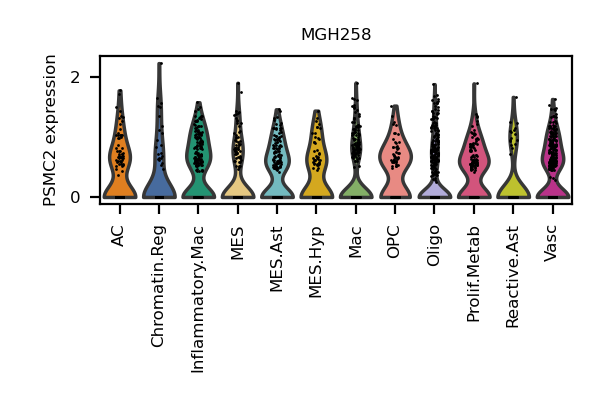 MGH258
PSMC2 expression
2
0
AC
Chromatin.Reg
Inflammatory.Mac
MES
MES.Ast
MES.Hyp
Mac
OPC
Oligo
Prolif.Metab
Reactive.Ast
Vasc